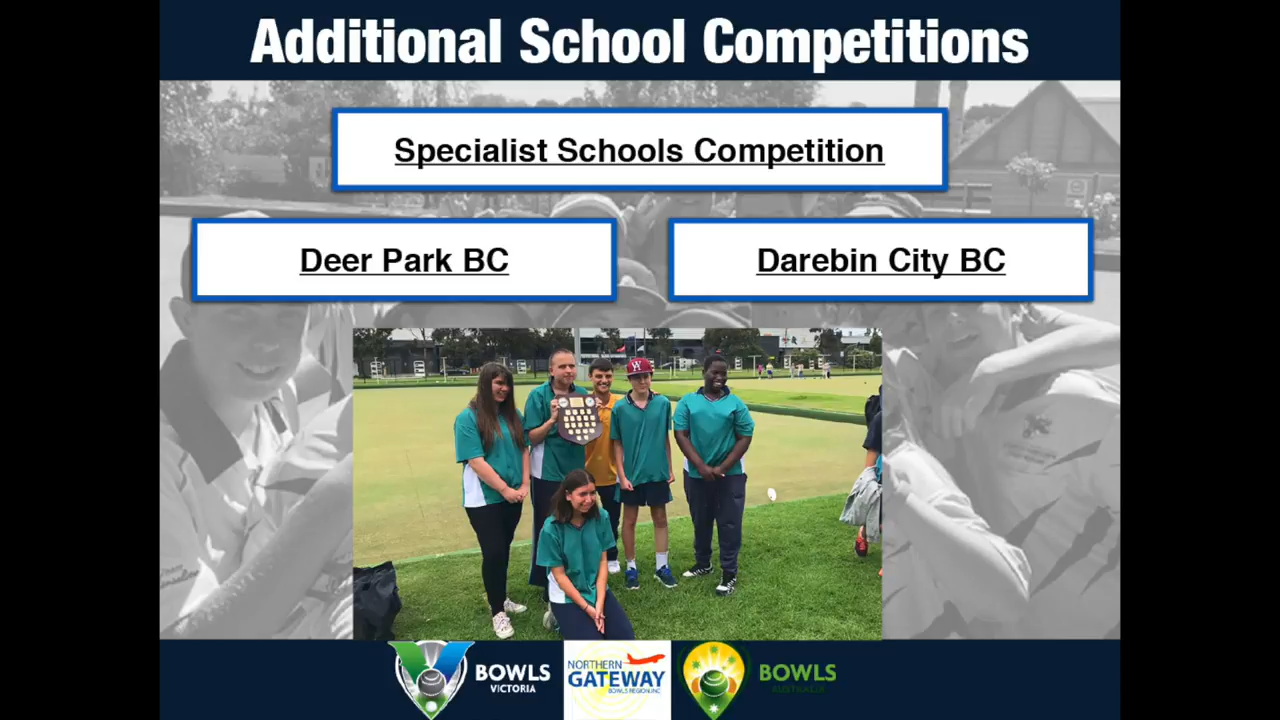 Additional School Competitions
Specialist Schools Competition
Deer Park BC
Darebin City BC
BOWLS
VICTORIA
NORTHERN
GATEWAY
BOWLS REGION.INC
BOWLS
AUSTRALIA